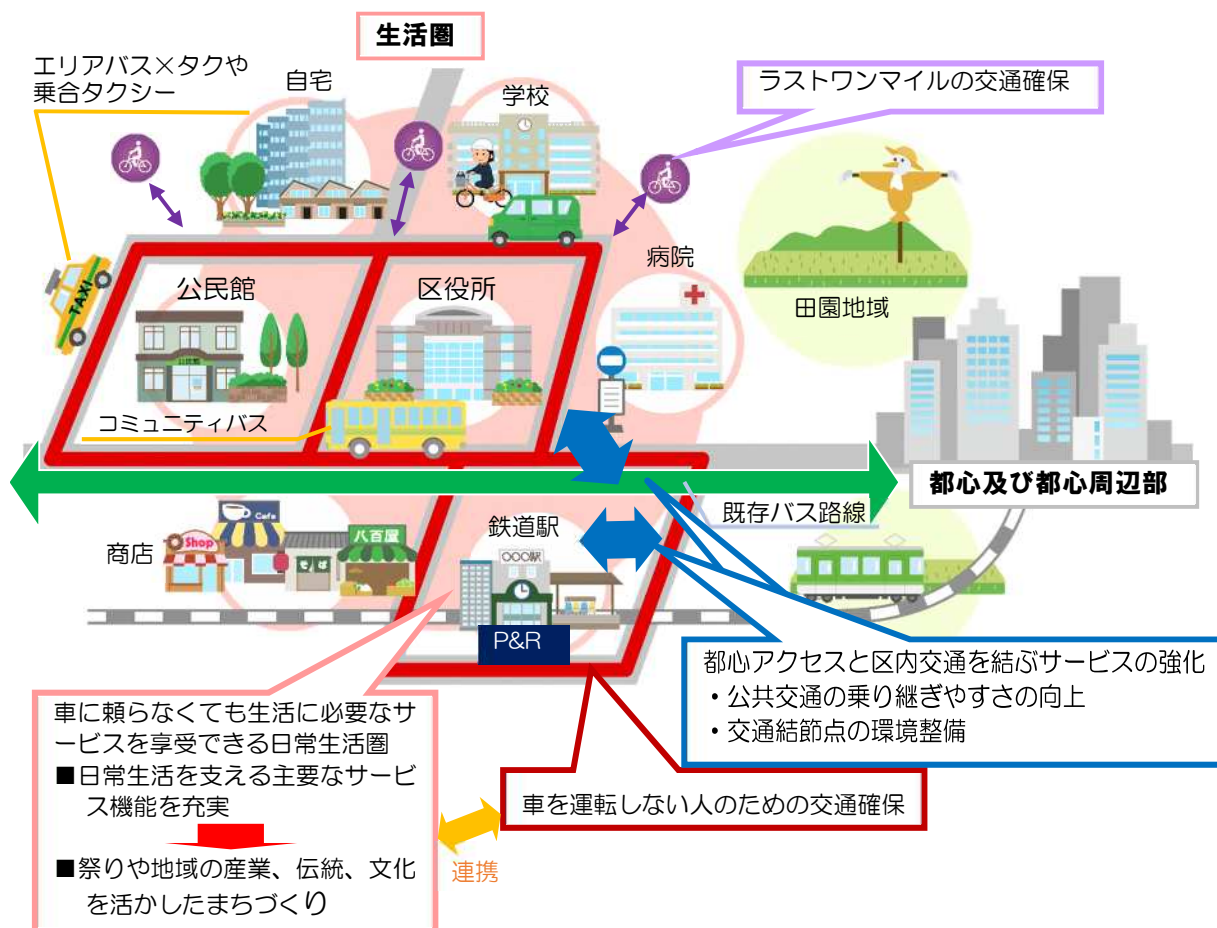 生活圏
エリアバス×タクや
乗合タクシー
自宅
学校
ラストワンマイルの交通確保
病院
田園地域
TAXI
公民館
公民館
区役所
コミュニティバス
都心及び都心周辺部
既存バス路線
商店
Shop
Cafe
そば
八百屋
鉄道駅
〇〇〇駅
P&R
都心アクセスと区内交通を結ぶサービスの強化
・公共交通の乗り継ぎやすさの向上
・交通結節点の環境整備
車に頼らなくても生活に必要なサ
ービスを享受できる日常生活圏
■日常生活を支える主要なサービ
ス機能を充実
■祭りや地域の産業、伝統、文化
を活かしたまちづくり
車を運転しない人のための交通確保
連携